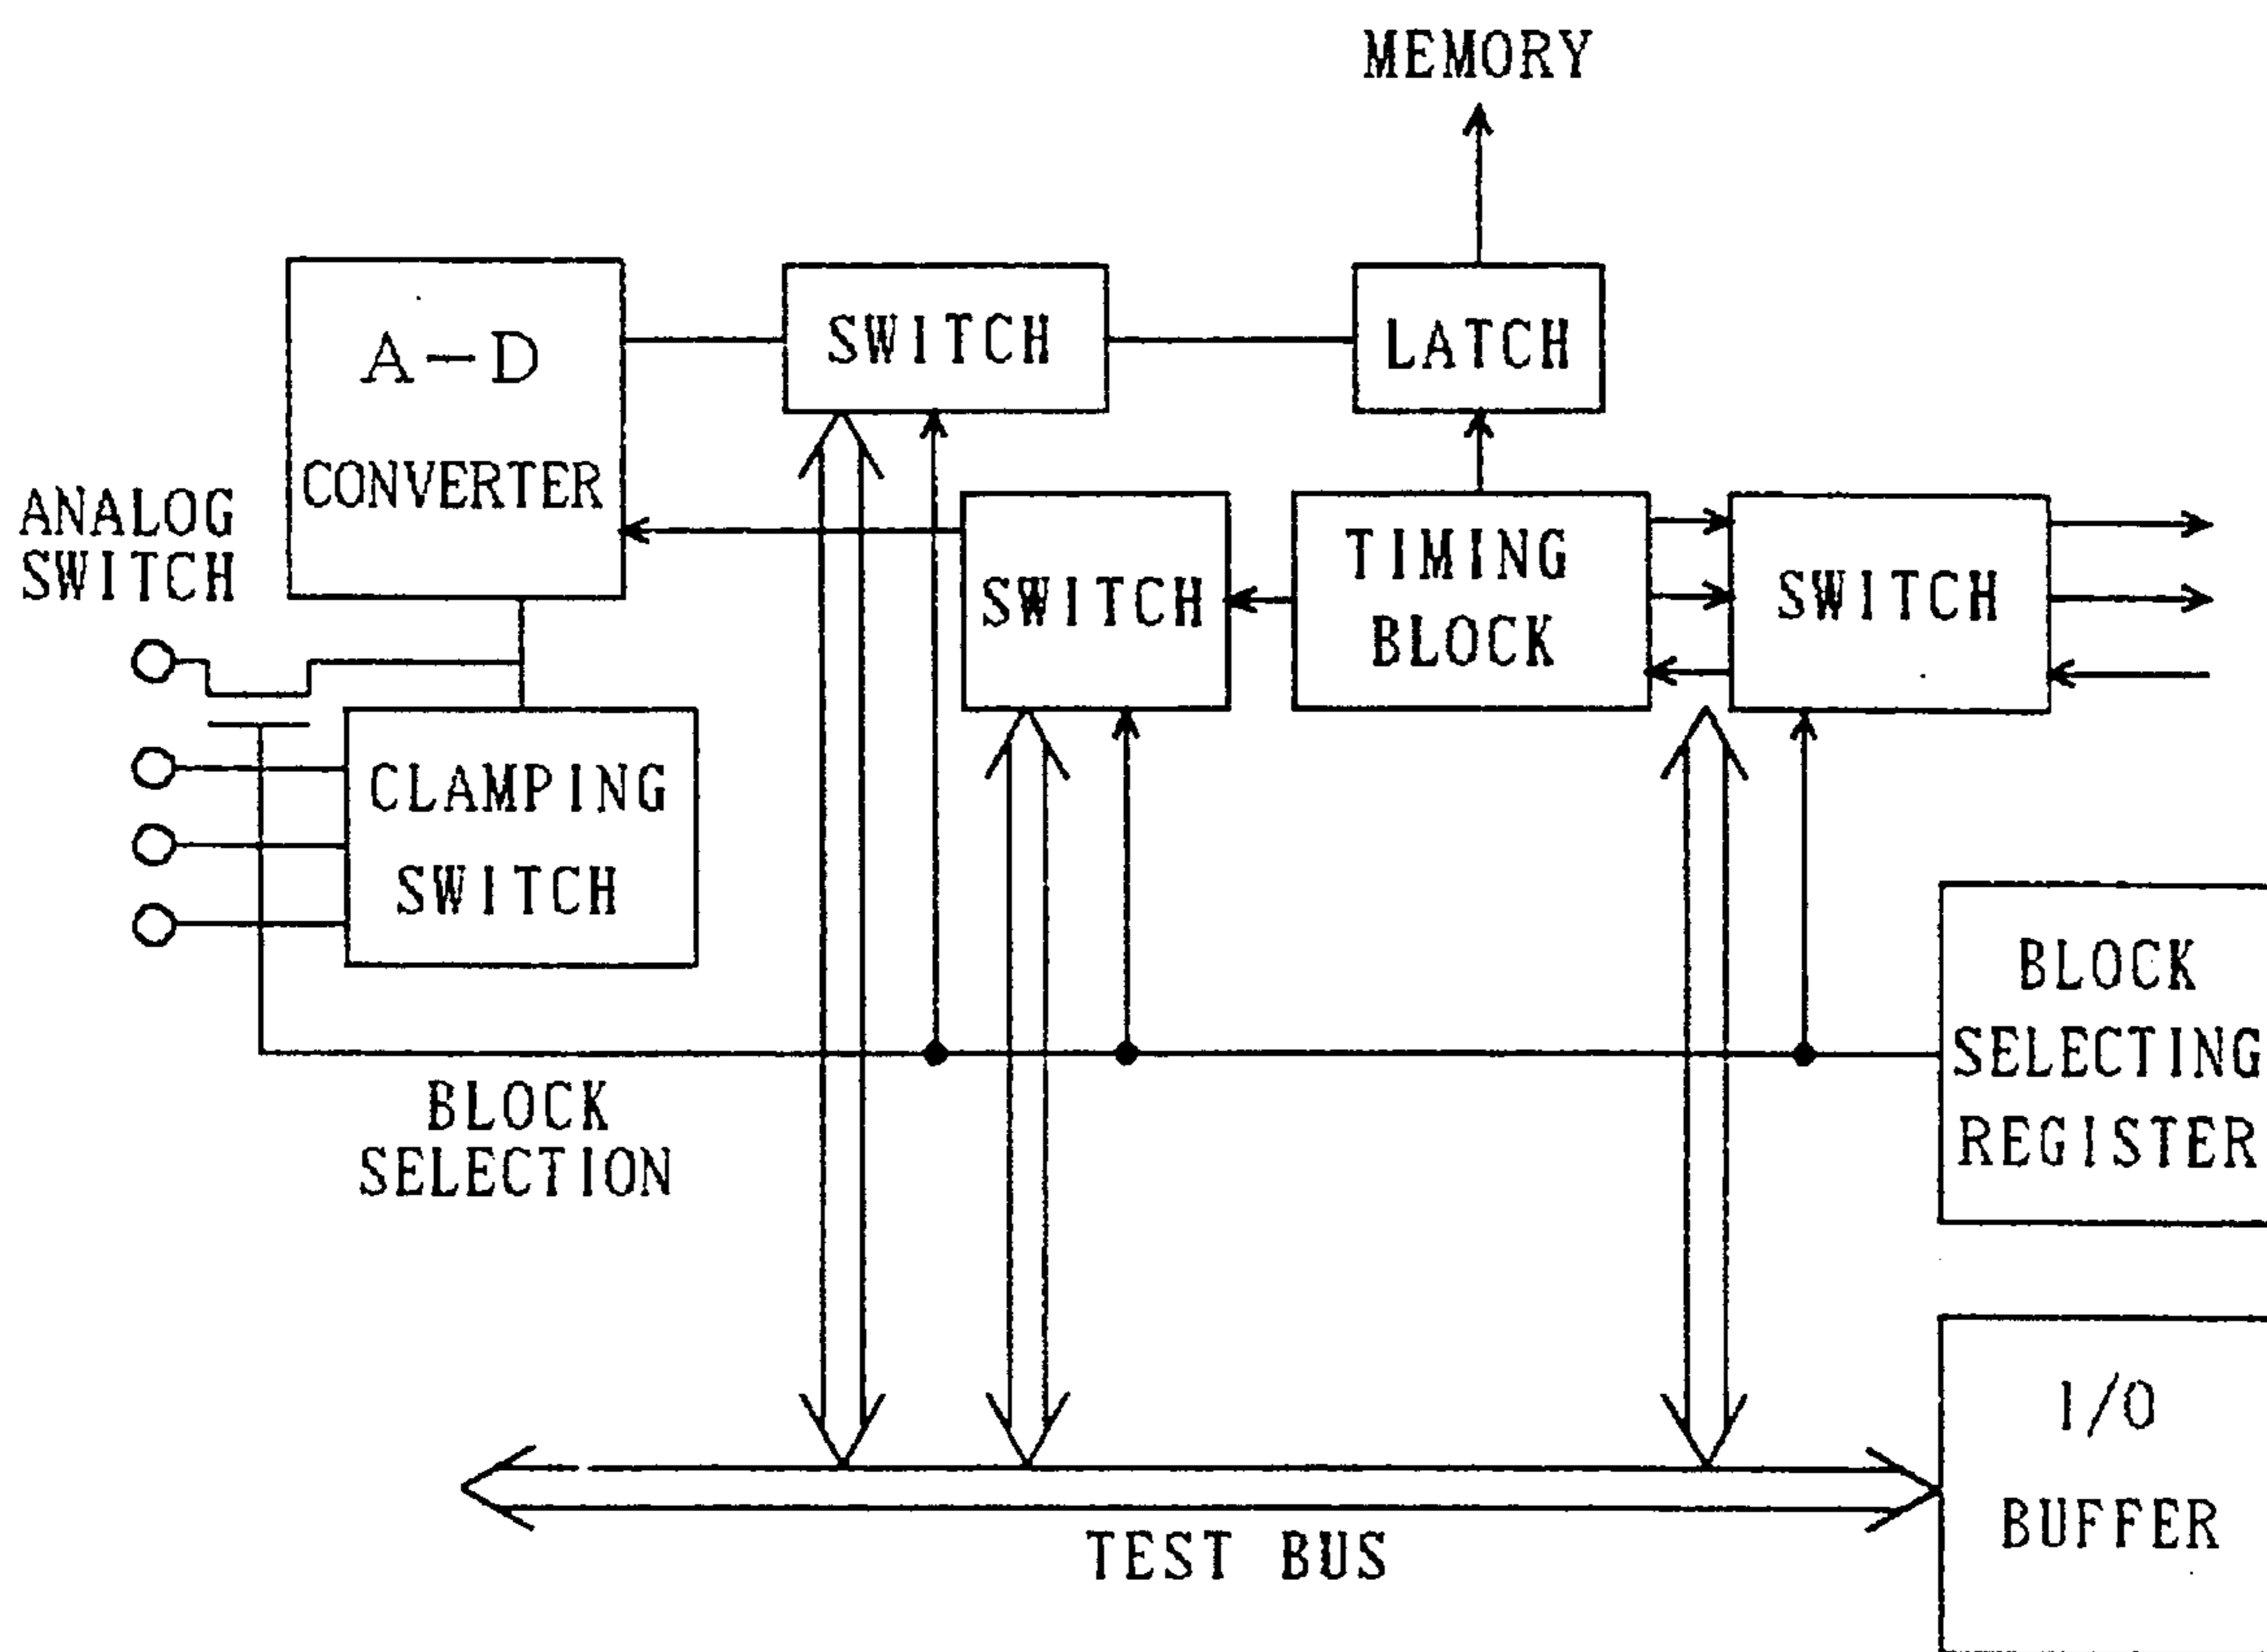 MEMORY
A-D
CONVERTER
SWITCH
LATCH
ANALOG
SWITCH
SWITCH
TIMING
BLOCK
SWITCH
CLAMPING
SWITCH
BLOCK
SELECTING
REGISTER
BLOCK
SELECTION
I/O
BUFFER
TEST BUS